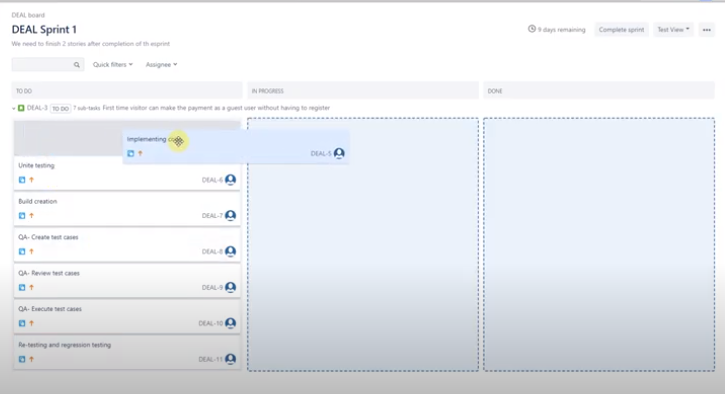 DEAL board
DEAL Sprint 1
We need to finish 2 stories after completion of th esprint
9 days remaining
Complete sprint
Test View
Quick filters
Assignee
TO DO
IN PROGRESS
DONE
DEAL-3 TO DO 7 sub-tasks First time visitor can make the payment as a guest user without having to register
Implementing
DEAL-5
Unite testing
DEAL-6
Build creation
DEAL-7
QA- Create test cases
DEAL-8
QA- Review test cases
DEAL-9
QA- Execute test cases
DEAL-10
Re-testing and regression testing
DEAL-11